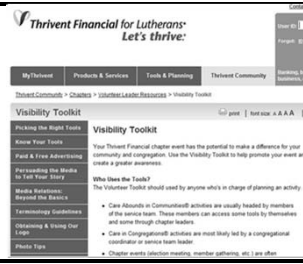 Conta
Thrivent Financial for Lutherans
Let's thrive.
User ID
Forgot
MyThrivent
Products & Services
Tools & Planning
Thrivent Community
Banking,
business,
Thrivent Community > Chapters > Volunteer Leader Resources > Visibility Toolkit
Visibility Toolkit
print | font size A A A A
Picking the Right Tools
Know Your Tools
Paid & Free Advertising
Persuading the Media
to Tell Your Story
Media Relations:
Beyond the Basics
Terminology Guidelines
Obtaining & Using Our
Logo
Photo Tips
Visibility Toolkit
Your Thrivent Financial chapter event has the potential to make a difference for your
community and congregation. Use the Visibility Toolkit to help promote your event an
create a greater awareness
Who Uses the Tools?
The Volunteer Toolkit should used by anyone who's in charge of planning an activity
• Care Abounds in Communities® activities are usually headed by members
of the service team. These members can access some tools by themselves
and some through chapter leaders.
• Care in Congregations® activities are most likely led by a congregational
coordinator or service team leader.
• Chapter events (election meeting, member gathering, etc.) are often